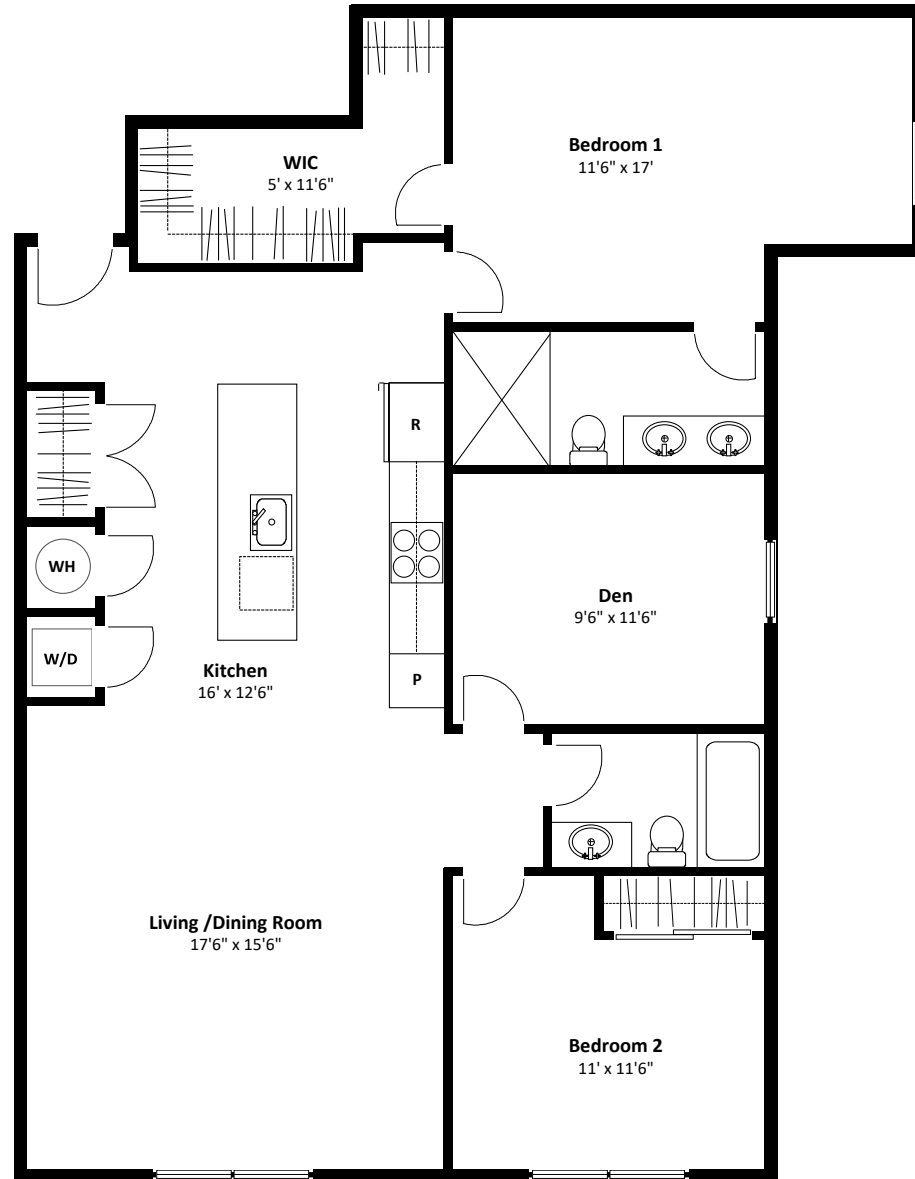 Bedroom 1
11'6" x 17'
WIC
5' x 11'6"
R
WH
Den
9'6" x 11'6"
W/D
Kitchen
16' x 12'6"
P
Living /Dining Room
17'6" x 15'6"
Bedroom 2
11' x 11'6"